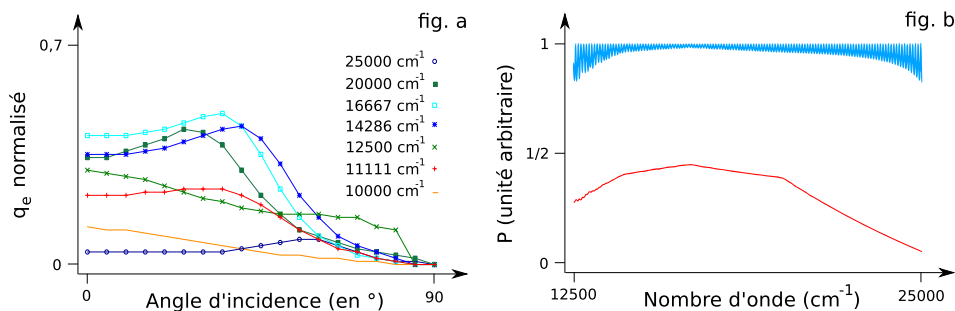 fig. a
0,7
25000 cm-1
20000 cm-1
16667 cm-1
14286 cm-1
12500 cm-1
11111 cm-1
10000 cm-1
qe normalisé
0
0
90
Angle d'incidence (en °)
fig. b
1
1/2
0
P (unité arbitraire)
12500
25000
Nombre d'onde (cm-1)